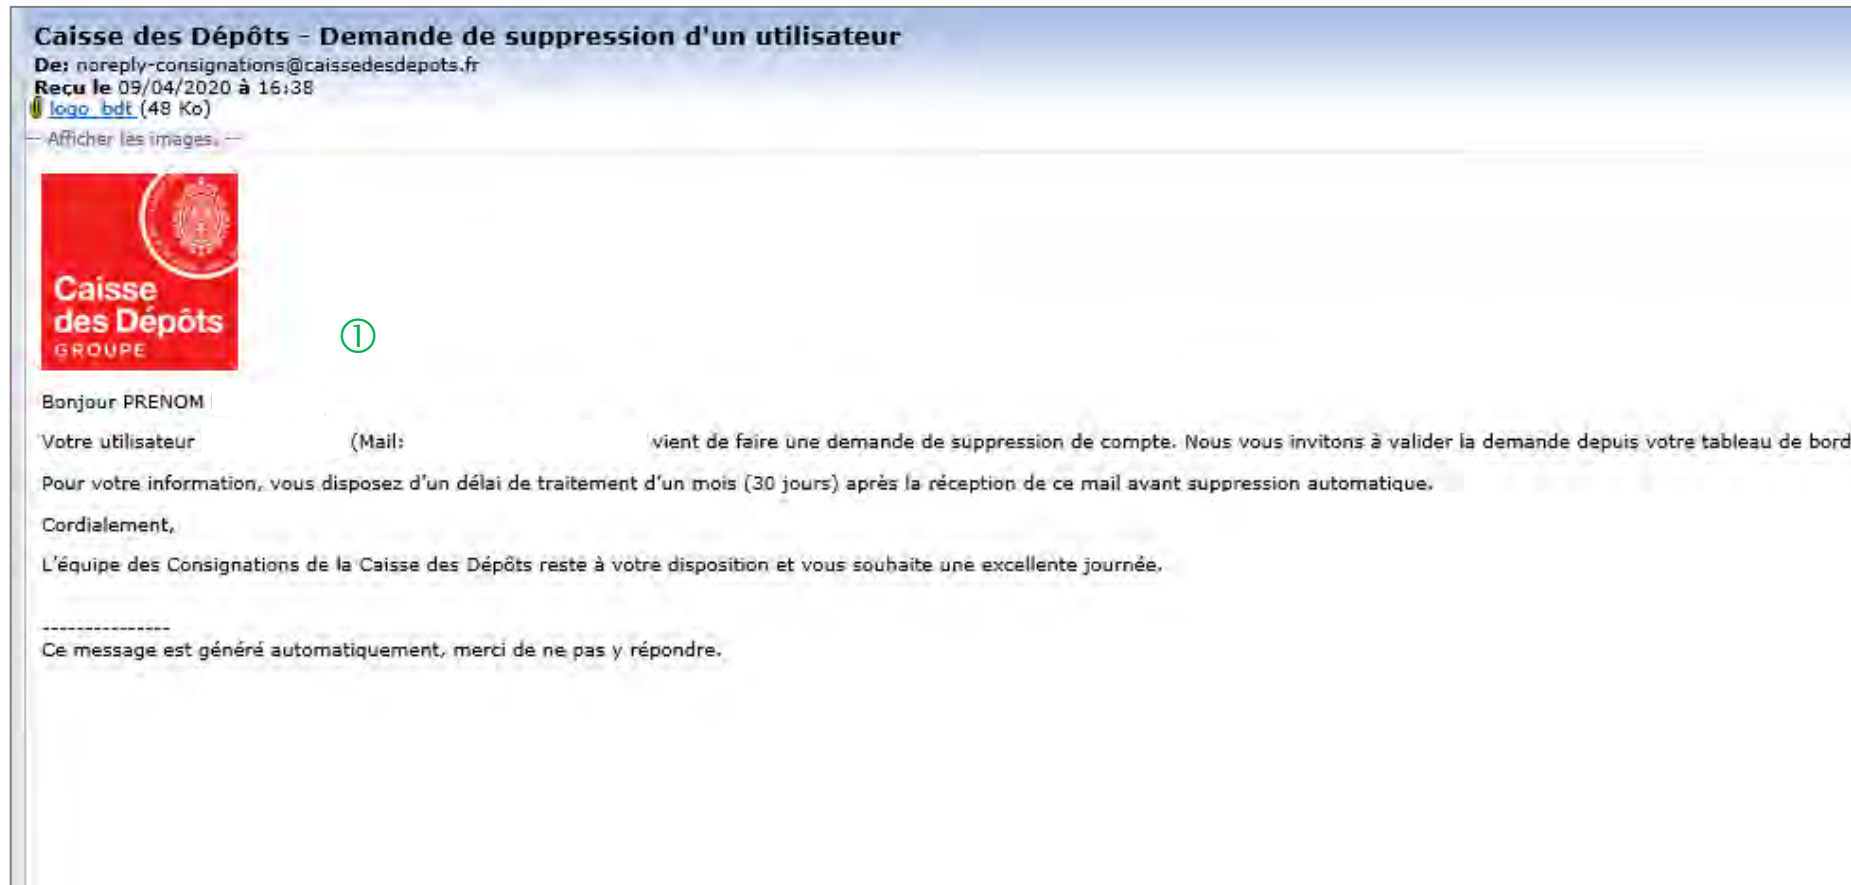 Caisse des Dépôts - Demande de suppression d'un utilisateur
De: noreply-consignations@caissedesdepots.fr
Reçu le 09/04/2020 à 16:38
logo_bdt (48 Ko)
-- Afficher les images. --
Caisse
des Dépôts
GROUPE
①
Bonjour PRENOM
Votre utilisateur (Mail: vient de faire une demande de suppression de compte. Nous vous invitons à valider la demande depuis votre tableau de bord
Pour votre information, vous disposez d'un délai de traitement d'un mois (30 jours) après la réception de ce mail avant suppression automatique.
Cordialement,
L'équipe des Consignations de la Caisse des Dépôts reste à votre disposition et vous souhaite une excellente journée.
---------------
Ce message est généré automatiquement, merci de ne pas y répondre.